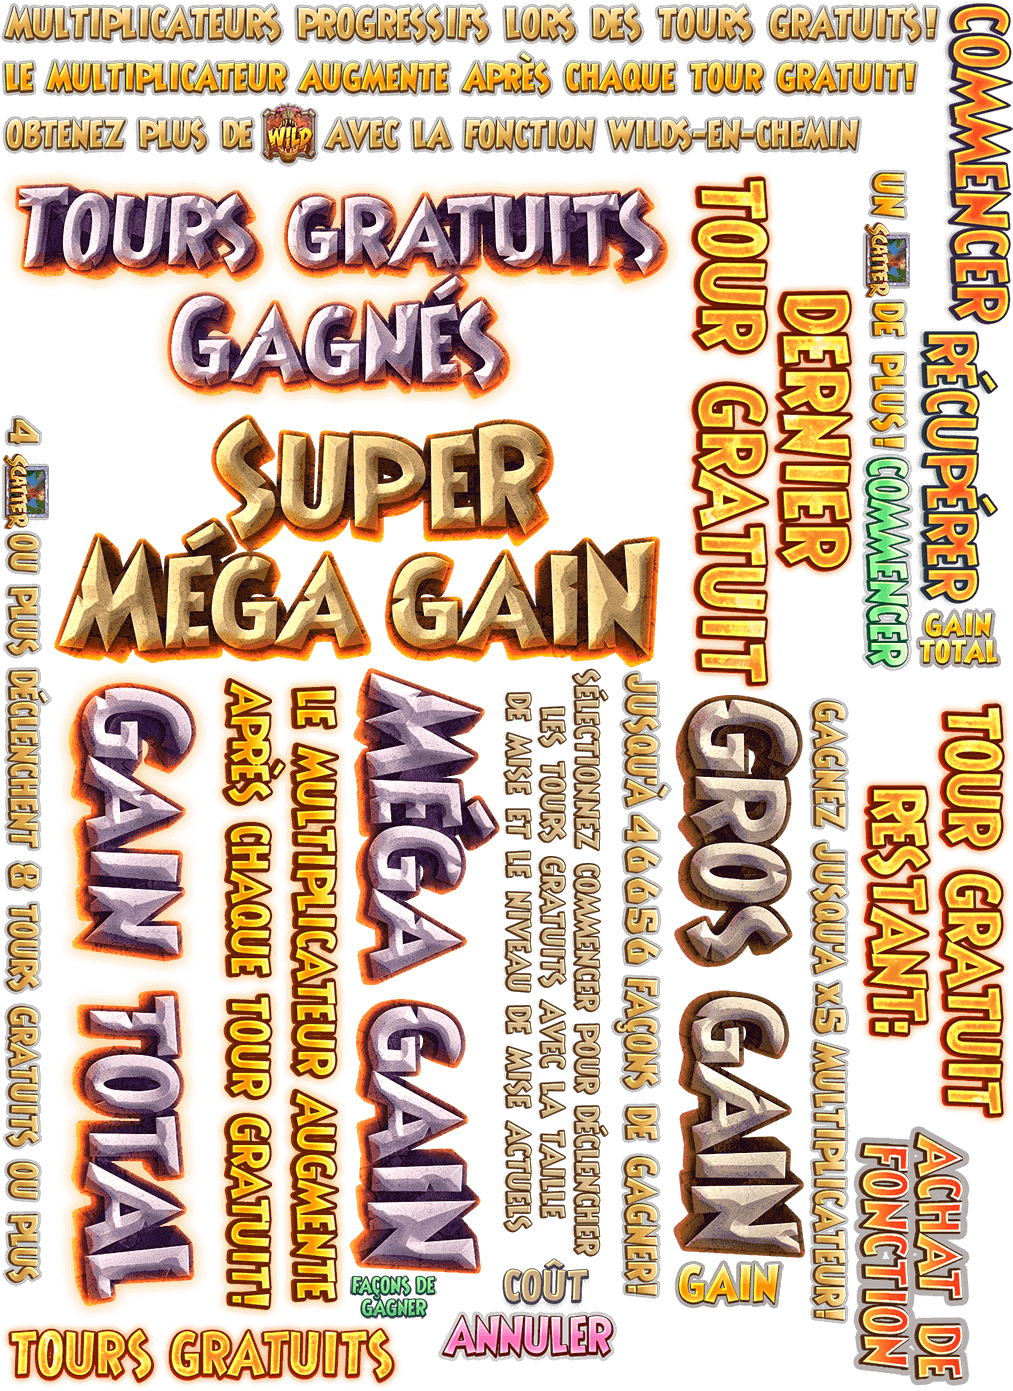 MULTIPLICATEURS PROGRESSIFS LORS DES TOURS GRATUITS!
LE MULTIPLICATEUR AUGMENTE APRÈS CHAQUE TOUR GRATUIT!
OBTENEZ PLUS DE WILD AVEC LA FONCTION WILDS-EN-CHEMIN
COMMENCER
TOURS GRATUITS
GAGNÉS
DERNIER
TOUR GRATUIT
UN SCATTER DE PLUS!
RÉCUPÉRER
COMMENCER
GAIN
TOTAL
SUPER
MÉGA GAIN
4 SCATTER OU PLUS DÉCLENCHENT 8 TOURS GRATUITS OU PLUS
GAIN TOTAL
LE MULTIPLICATEUR AUGMENTE
APRÈS CHAQUE TOUR GRATUIT!
MÉGA GAIN
SÉLECTIONNEZ COMMENCER POUR DÉCLENCHER
LES TOURS GRATUITS AVEC LA TAILLE
DE MISE ET LE NIVEAU DE MISE ACTUELS
JUSQU'À 46656 FAÇONS DE GAGNER!
GROS GAIN
GAGNEZ JUSQU'À X5 MULTIPLICATEUR!
TOUR GRATUIT
RESTANT:
ACHAT DE
FONCTION
FAÇONS DE
GAGNER
COÛT
GAIN
ANNULER
TOURS GRATUITS